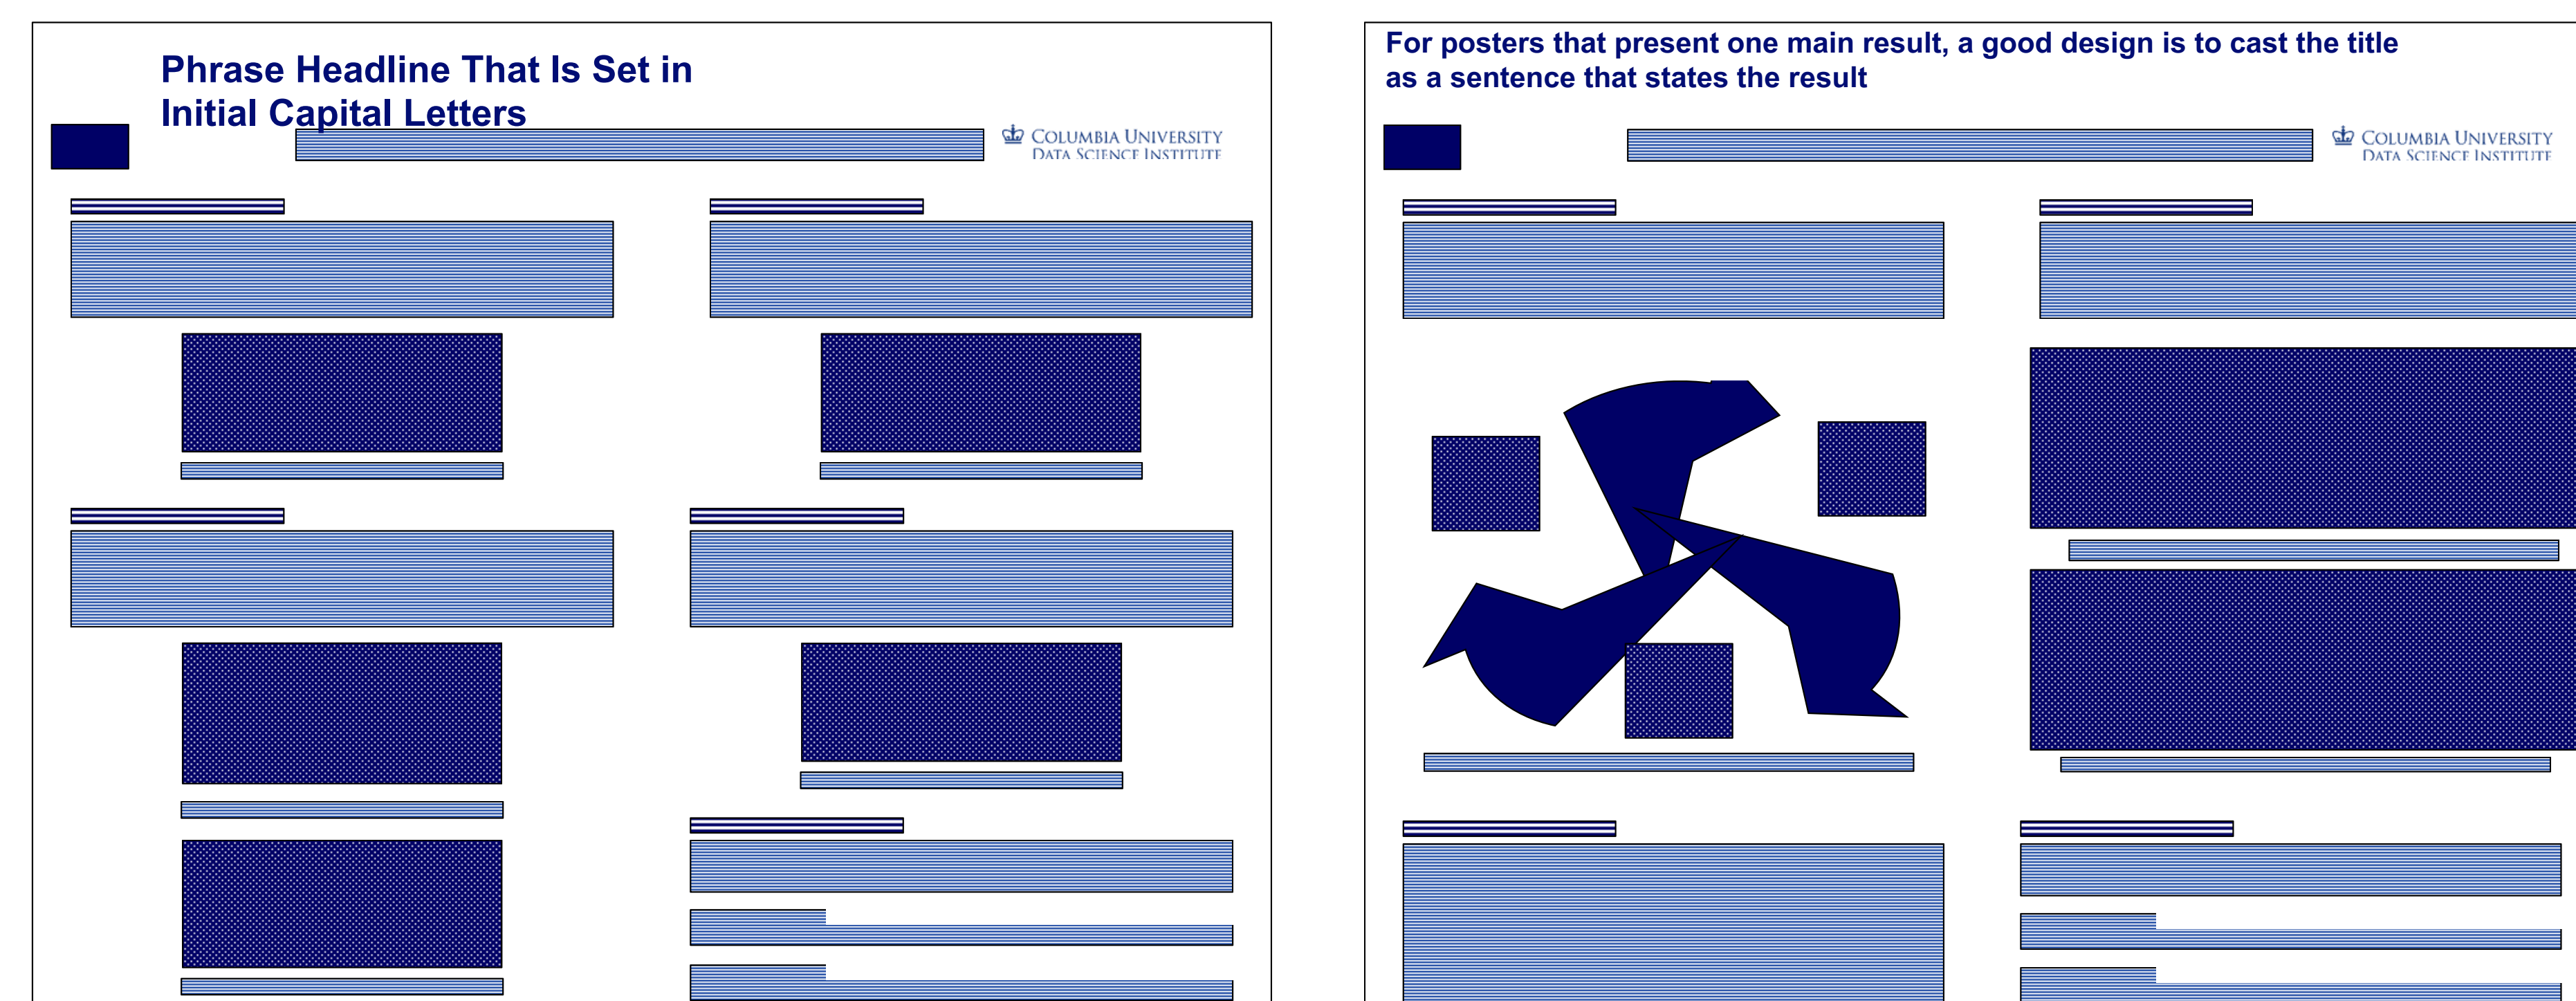 Phrase Headline That Is Set in
Initial Capital Letters
COLUMBIA UNIVERSITY
DATA SCIENCE INSTITUTE
For posters that present one main result, a good design is to cast the title
as a sentence that states the result
COLUMBIA UNIVERSITY
DATA SCIENCE INSTITUTE